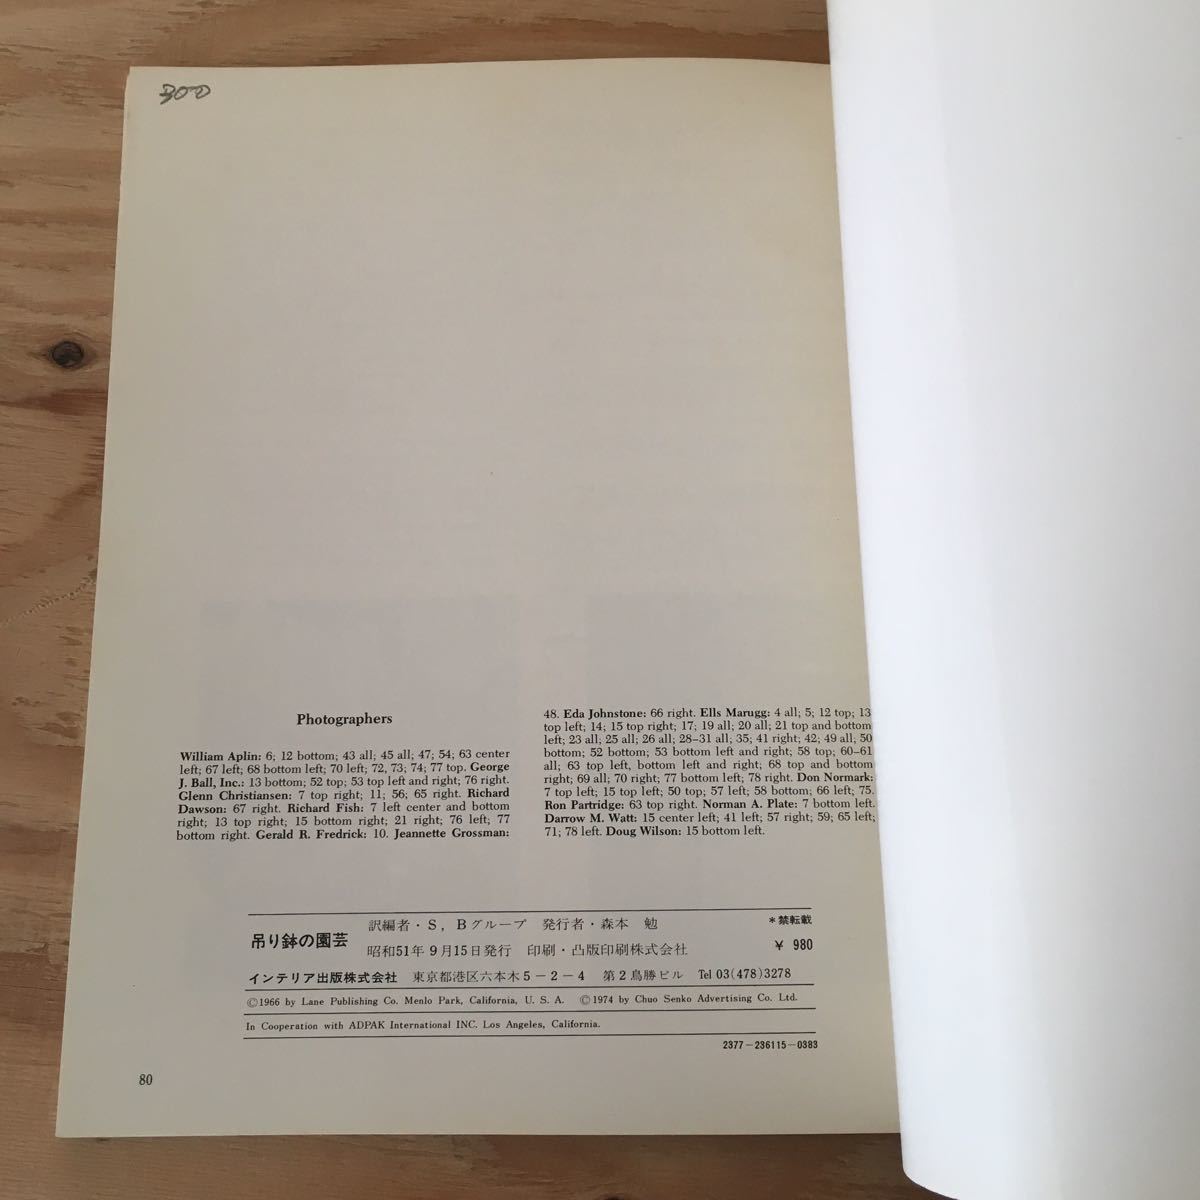 300
Photographers
William Aplin: 6; 12 bottom; 43 all; 45 all; 47; 54; 63 center
left; 67 left; 68 bottom left; 70 left; 72, 73; 74; 77 top. George
J. Ball, Inc.: 13 bottom; 52 top; 53 top left and right; 76 right.
Glenn Christiansen: 7 top right; 11; 56; 65 right. Richard
Dawson: 67 right. Richard Fish: 7 left center and bottom
right; 13 top right; 15 bottom right; 21 right; 76 left; 77
bottom right. Gerald R. Fredrick: 10. Jeannette Grossman:
48. Eda Johnstone: 66 right. Ells Marugg: 4 all; 5; 12 top; 13
top left; 14; 15 top right; 17; 19 all; 20 all; 21 top and bottom
left; 23 all; 25 all; 26 all; 28-31 all; 35; 41 right; 42; 49 all; 50
bottom; 52 bottom; 53 bottom left and right; 58 top; 60-61
all; 63 top left, bottom left and right; 68 top and bottom
right; 69 all; 70 right; 77 bottom left; 78 right. Don Normark:
7 top left; 15 top left; 50 top; 57 left; 58 bottom; 66 left; 75.
Ron Partridge: 63 top right. Norman A. Plate: 7 bottom left.
Darrow M. Watt: 15 center left; 41 left; 57 right; 59; 65 left;
71; 78 left. Doug Wilson: 15 bottom left.
吊り鉢の園芸
訳編者・S，Bグループ 発行者・森本 勉
昭和51年9月15日発行 印刷・凸版印刷株式会社
＊禁転載
¥ 980
インテリア出版株式会社 東京都港区六本木5-2-4 第2鳥勝ビル Tel 03(478)3278
©1966 by Lane Publishing Co. Menlo Park, California, U. S. A. ©1974 by Chuo Senko Advertising Co. Ltd.
In Cooperation with ADPAK International INC. Los Angeles, California.
2377-236115-0383
80